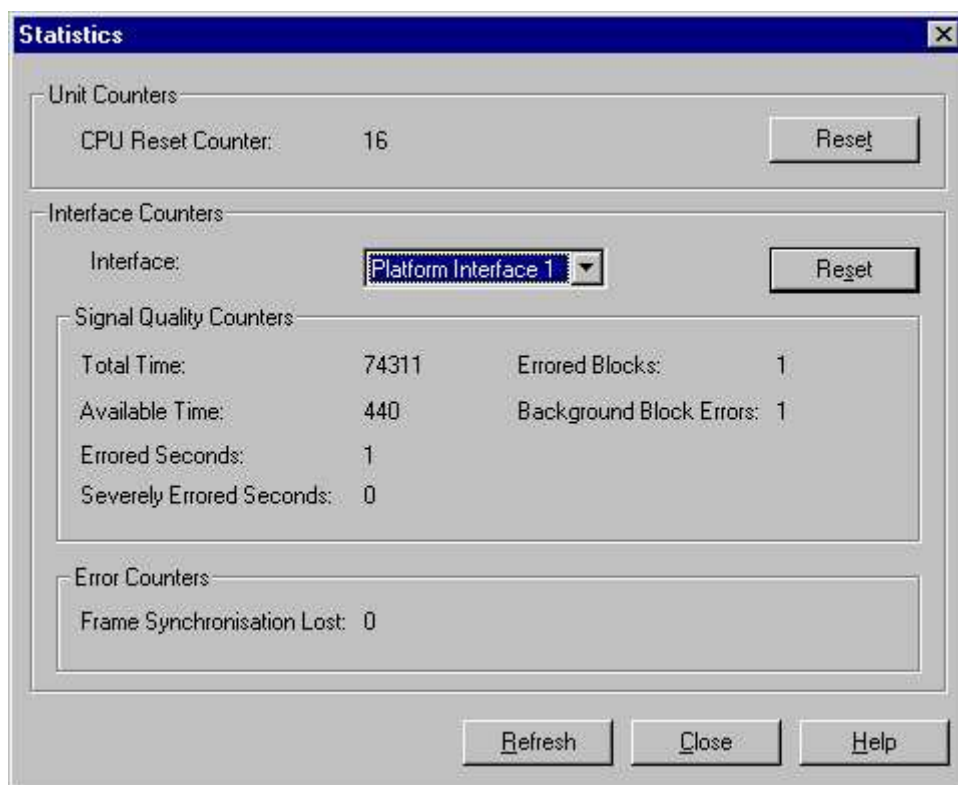 Statistics
Unit Counters
CPU Reset Counter: 16 Reset
Interface Counters
Interface: Platform Interface 1 Reset
Signal Quality Counters
Total Time: 74311 Errored Blocks: 1
Available Time: 440 Background Block Errors: 1
Errored Seconds: 1
Severely Errored Seconds: 0
Error Counters
Frame Synchronisation Lost: 0
Refresh Close Help